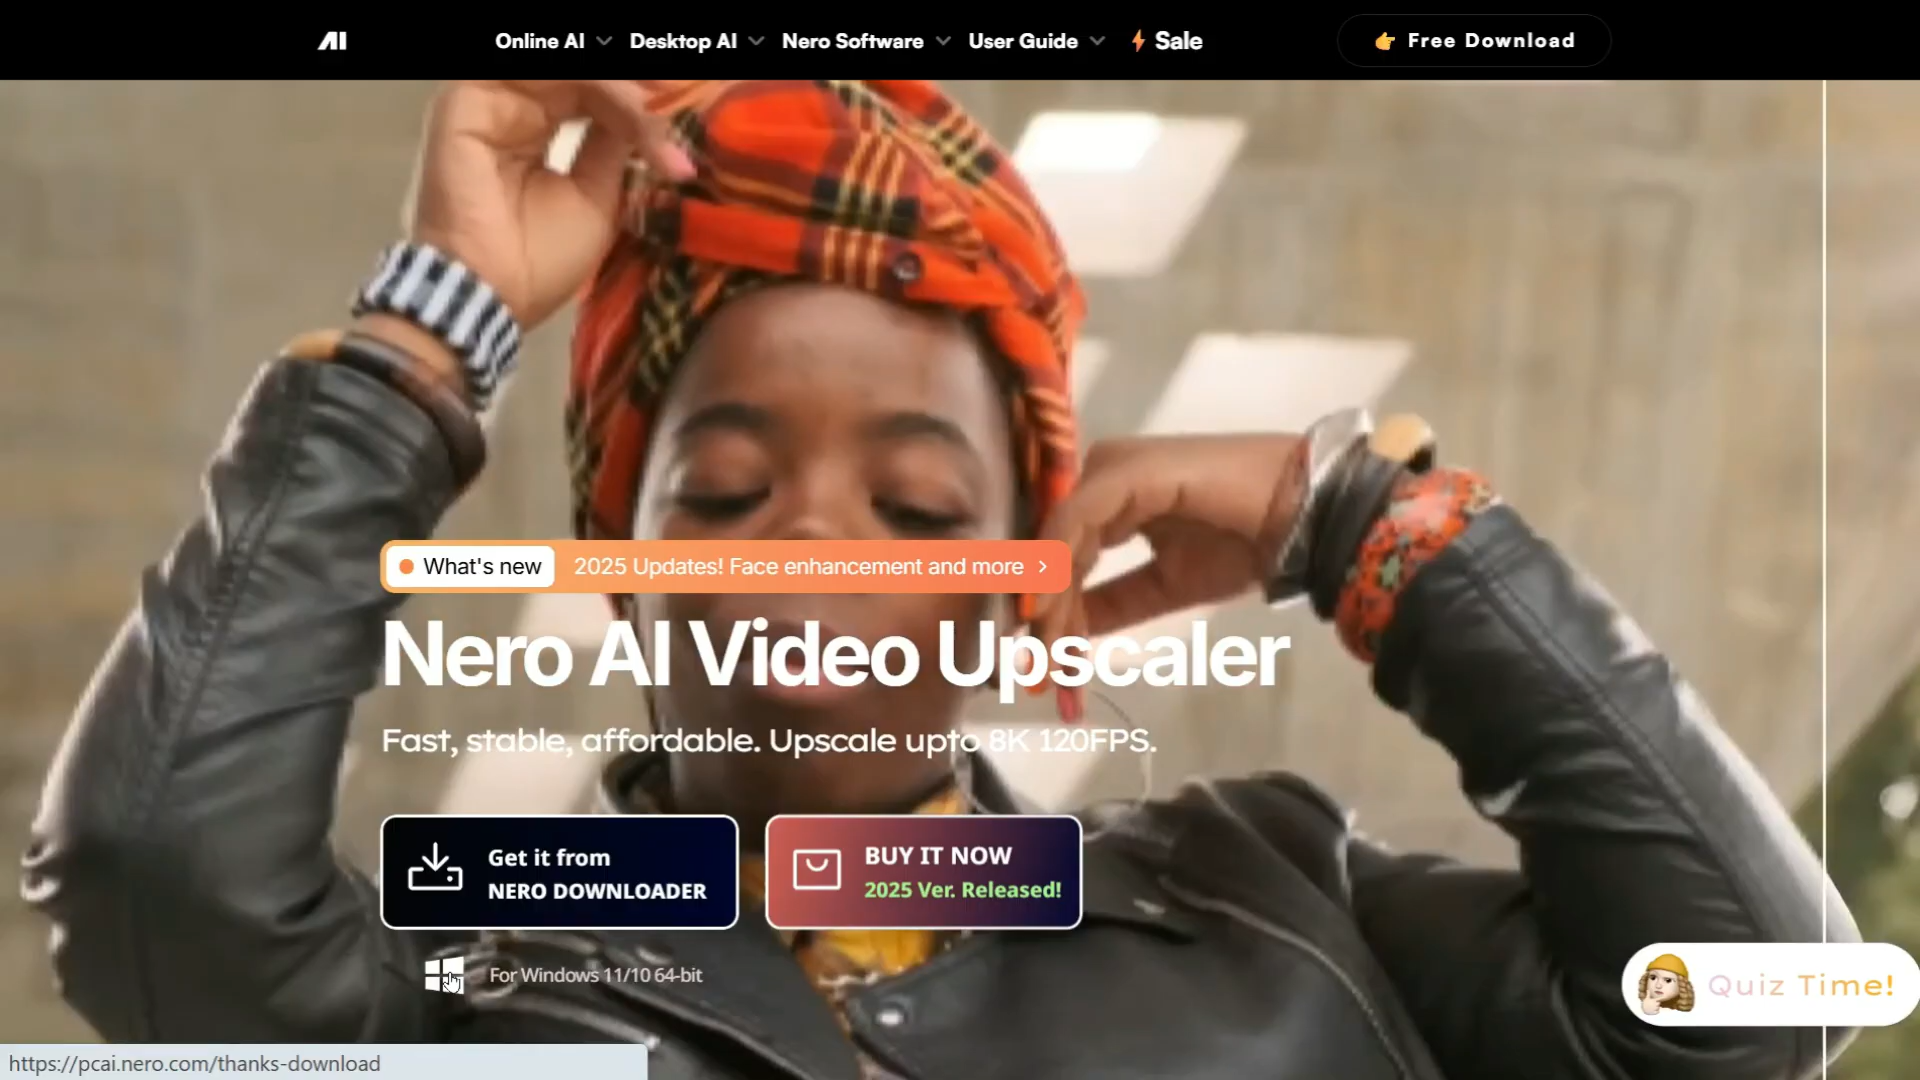 AI
Online AI Desktop AI Nero Software User Guide Sale Free Download
What's new 2025 Updates! Face enhancement and more
Nero AI Video Upscaler
Fast, stable, affordable. Upscale upto 8K 120FPS.
Get it from
NERO DOWNLOADER
BUY IT NOW
2025 Ver. Released!
For Windows 11/10 64-bit
Quiz Time!
https://pcai.nero.com/thanks-download